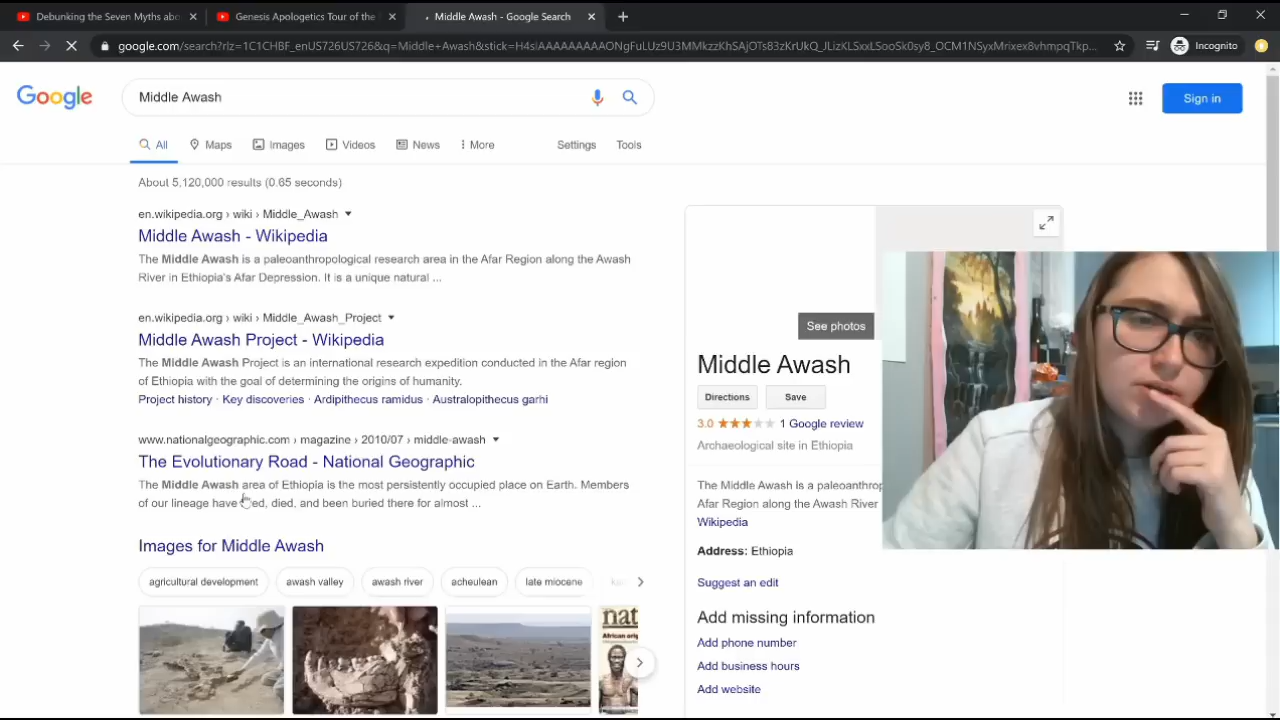 Debunking the Seven Myths abo
Genesis Apologetics Tour of the
Middle Awash - Google Search
google.com/search?rlz=1C1CHBF_enUS726US726&q=Middle+Awash&stick=
Incognito
Google
Middle Awash
Sign in
All
Maps
Images
Videos
News
More
Settings
Tools
About 5,120,000 results (0.65 seconds)
en.wikipedia.org › wiki › Middle_Awash
Middle Awash - Wikipedia
The Middle Awash is a paleoanthropological research area in the Afar Region along the Awash
River in Ethiopia's Afar Depression. It is a unique natural ...
en.wikipedia.org › wiki › Middle_Awash_Project
Middle Awash Project - Wikipedia
The Middle Awash Project is an international research expedition conducted in the Afar region
of Ethiopia with the goal of determining the origins of humanity.
Project history · Key discoveries · Ardipithecus ramidus · Australopithecus garhi
www.nationalgeographic.com › magazine › 2010/07 › middle-awash
The Evolutionary Road - National Geographic
The Middle Awash area of Ethiopia is the most persistently occupied place on Earth. Members
of our lineage have ed, died, and been buried there for almost ...
Images for Middle Awash
agricultural development
awash valley
awash river
acheulean
late miocene
nat
African ori
See photos
Middle Awash
Directions
Save
3.0
1 Google review
Archaeological site in Ethiopia
The Middle Awash is a paleoanthrop
Afar Region along the Awash River
Wikipedia
Address: Ethiopia
Suggest an edit
Add missing information
Add phone number
Add business hours
Add website